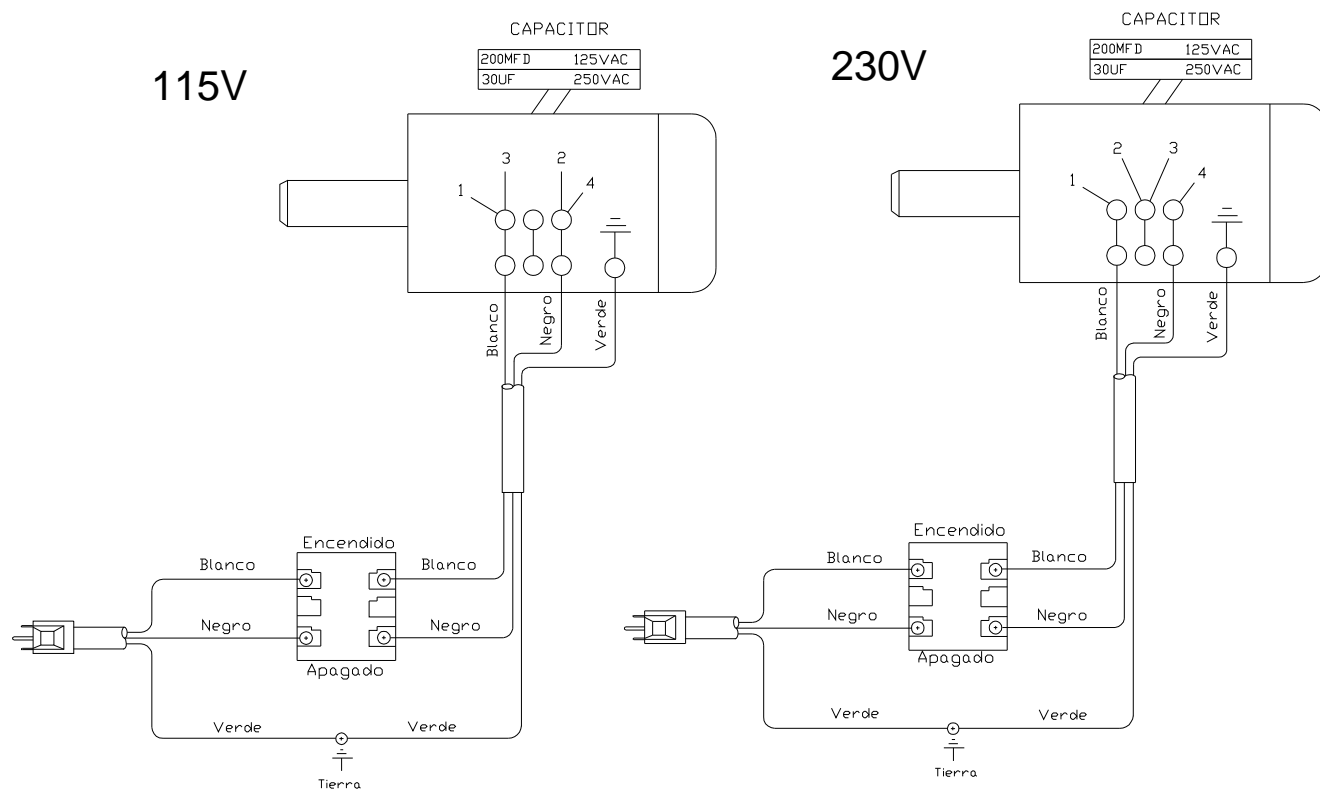 115V
CAPACITOR
200MFD 125VAC
30UF 250VAC
3 2
1 4
Blanco
Negro
Verde
Encendido
Blanco Blanco
Negro Negro
Apagado
Verde Verde
Tierra
230V
CAPACITOR
200MFD 125VAC
30UF 250VAC
2 3
1 4
Blanco
Negro
Verde
Encendido
Blanco Blanco
Negro Negro
Apagado
Verde Verde
Tierra